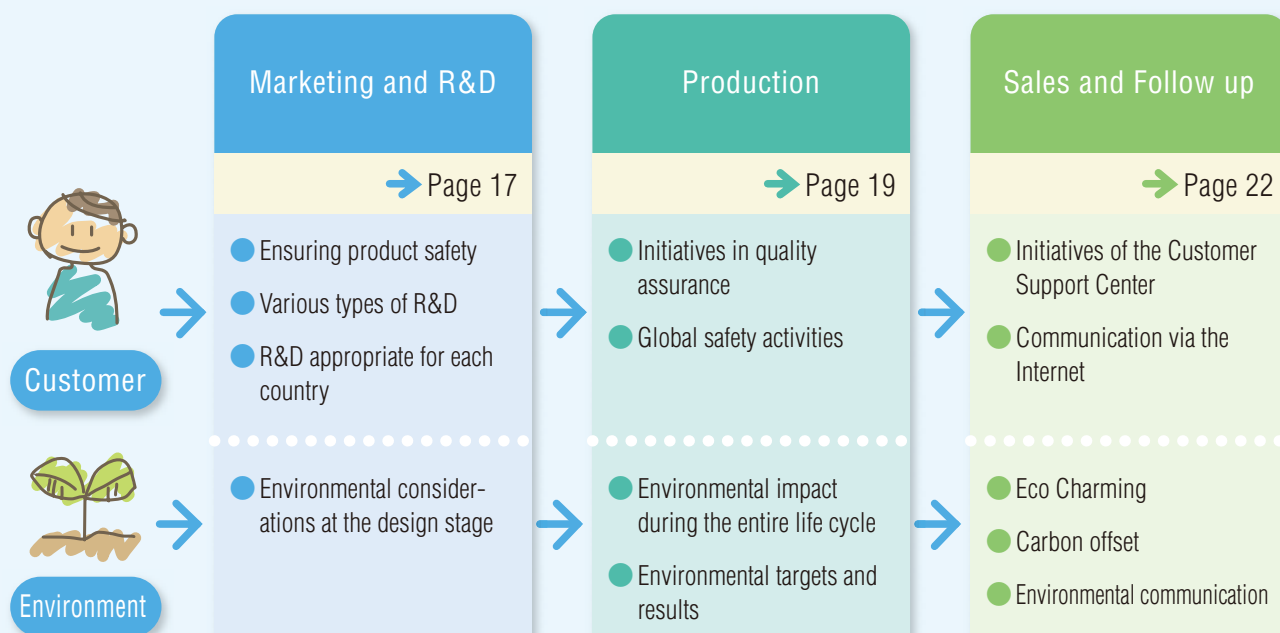 Marketing and R&D
Production
Sales and Follow up
Page 17
Page 19
Page 22
Customer
Ensuring product safety
Various types of R&D
R&D appropriate for each
country
Initiatives in quality
assurance
Global safety activities
Initiatives of the Customer
Support Center
Communication via the
Internet
Environment
Environmental consider-
ations at the design stage
Environmental impact
during the entire life cycle
Environmental targets and
results
Eco Charming
Carbon offset
Environmental communication